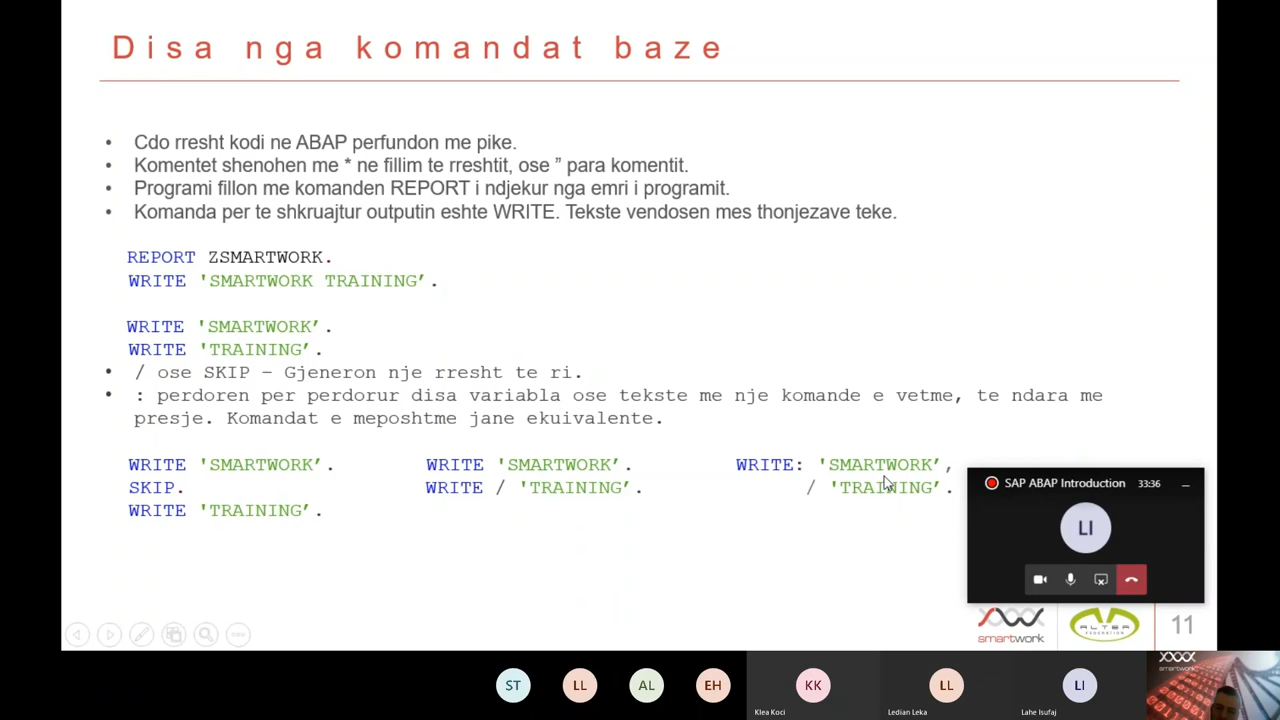 Disa nga komandat baze
• Cdo rresht kodi ne ABAP perfundon me pike.
• Komentet shenohen me * ne fillim te rreshtit, ose ” para komentit.
• Programi fillon me komanden REPORT i ndjekur nga emri i programit.
• Komanda per te shkruajtur outputin eshte WRITE. Tekste vendosen mes thonjezave teke.
REPORT ZSMARTWORK.
WRITE 'SMARTWORK TRAINING’.
WRITE 'SMARTWORK’.
WRITE 'TRAINING’.
• / ose SKIP – Gjeneron nje rresht te ri.
• : perdoren per perdorur disa variabla ose tekste me nje komande e vetme, te ndara me
presje. Komandat e meposhtme jane ekuivalente.
WRITE 'SMARTWORK’.
SKIP.
WRITE 'TRAINING’.
WRITE 'SMARTWORK’.
WRITE / 'TRAINING’.
WRITE: 'SMARTWORK’,
/ 'TRAINING’.
SAP ABAP Introduction 33:36
LI
smartwork
ALTER
FEDERATION
11
ST LL AL EH KK LL LI
Klea Koci Ledian Leka Lahe Isufaj
smartwork